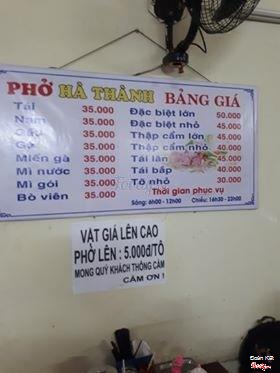 PHỞ HÀ THÀNH BẢNG GIÁ
Tái 35.000
Nạm 35.000
Gầu 35.000
Gà 35.000
Miến gà 35.000
Mì nước 35.000
Mì gói 35.000
Bò viên 35.000
Đặc biệt lớn 50.000
Đặc biệt nhỏ 45.000
Thập cẩm lớn 45.000
Thập cẩm nhỏ 40.000
Tái lăn 45.000
Tái bắp 40.000
Tô nhỏ 30.000
Thời gian phục vụ
Sáng: 6h00 - 12h00 Chiều: 16h30 - 23h00
VẬT GIÁ LÊN CAO
PHỞ LÊN : 5.000đ/TÔ
MONG QUÝ KHÁCH THÔNG CẢM
CẢM ƠN !